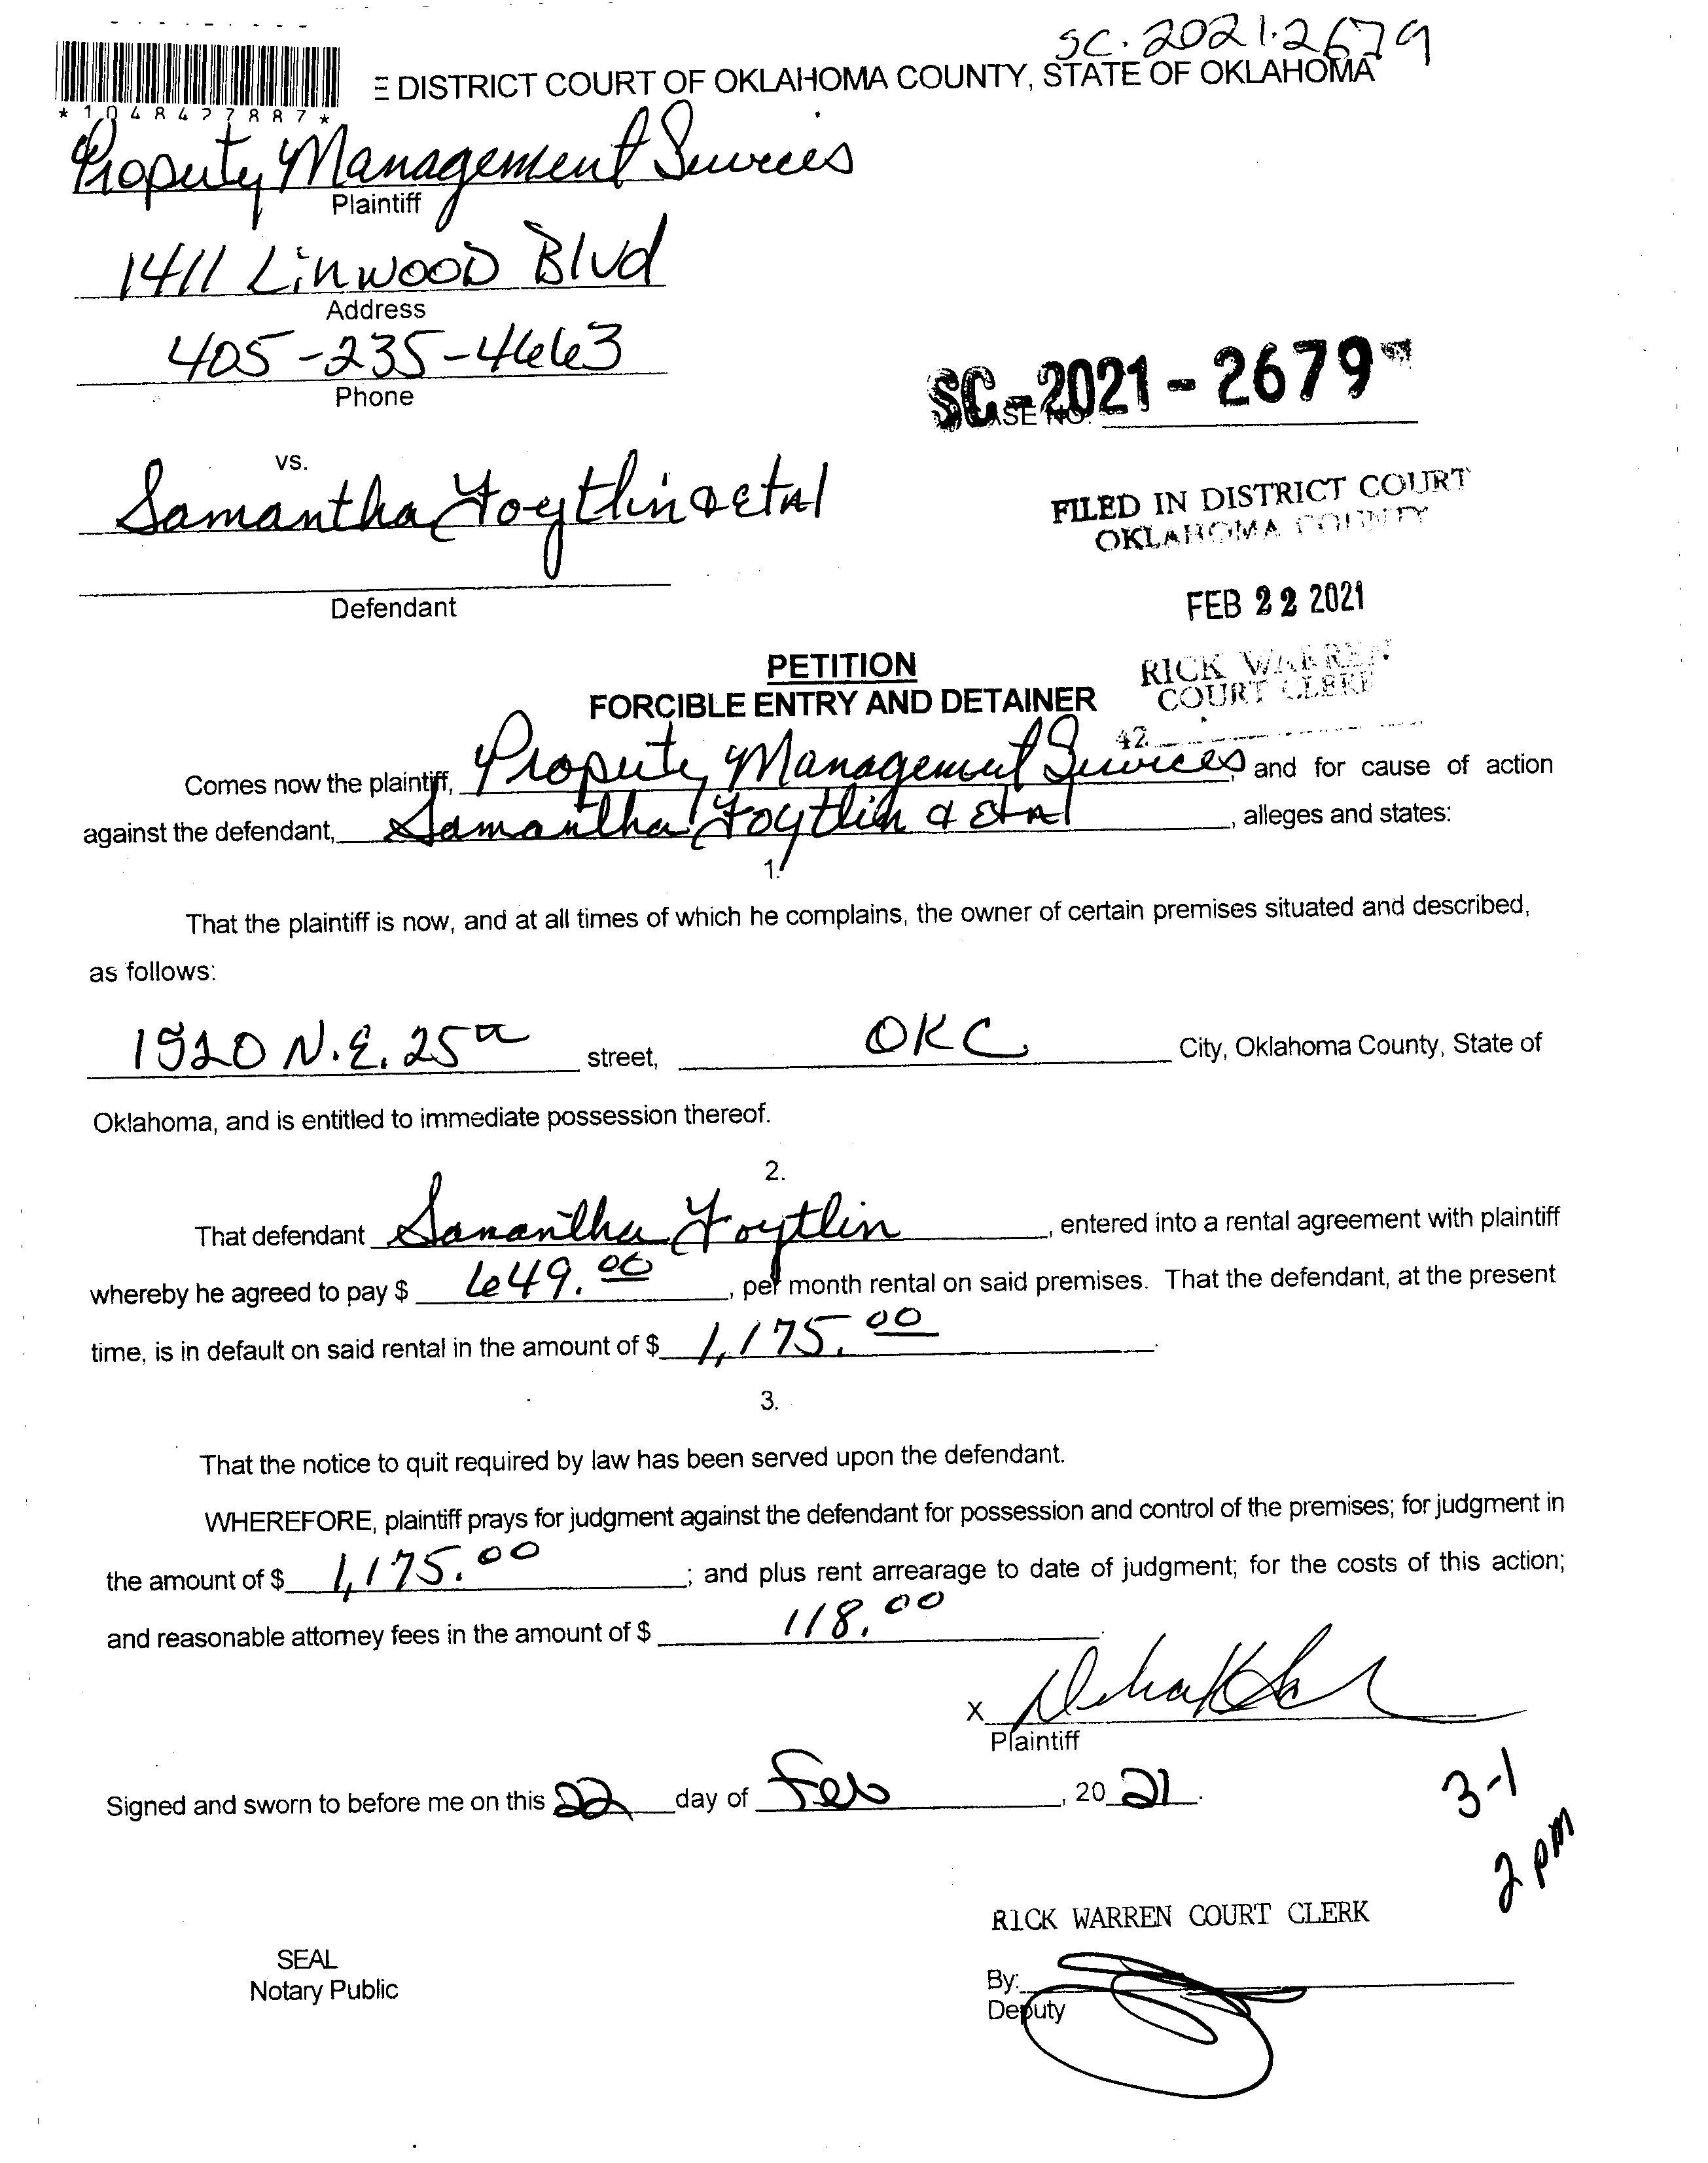 SC. 2021.2679
E DISTRICT COURT OF OKLAHOMA COUNTY, STATE OF OKLAHOMA
Property Management Services
Plaintiff
1411 Linwood Blvd
Address
405-235-4663
Phone
SC-2021-2679
ASE NO.
vs.
Samantha Foytlin & Etal
Defendant
FILED IN DISTRICT COURT
OKLAHOMA COUNTY
FEB 22 2021
RICK WARREN
COURT CLERK
42
PETITION
FORCIBLE ENTRY AND DETAINER
Comes now the plaintiff, Property Management Services, and for cause of action
against the defendant, Samantha Foytlin & Etal, alleges and states:
1.
That the plaintiff is now, and at all times of which he complains, the owner of certain premises situated and described,
as follows:
N.E. 25th street, OKC City, Oklahoma County, State of
Oklahoma, and is entitled to immediate possession thereof.
2.
That defendant Samantha Foytlin, entered into a rental agreement with plaintiff
whereby he agreed to pay $ 649.00, per month rental on said premises. That the defendant, at the present
time, is in default on said rental in the amount of $ 1,175.00.
3.
That the notice to quit required by law has been served upon the defendant.
WHEREFORE, plaintiff prays for judgment against the defendant for possession and control of the premises; for judgment in
the amount of $ 1,175.00; and plus rent arrearage to date of judgment; for the costs of this action;
and reasonable attorney fees in the amount of $ 118.00.
X
Plaintiff
Signed and sworn to before me on this 22 day of Feb, 20 21.
3-1
2 pm
RICK WARREN COURT CLERK
SEAL
Notary Public
By:
Deputy